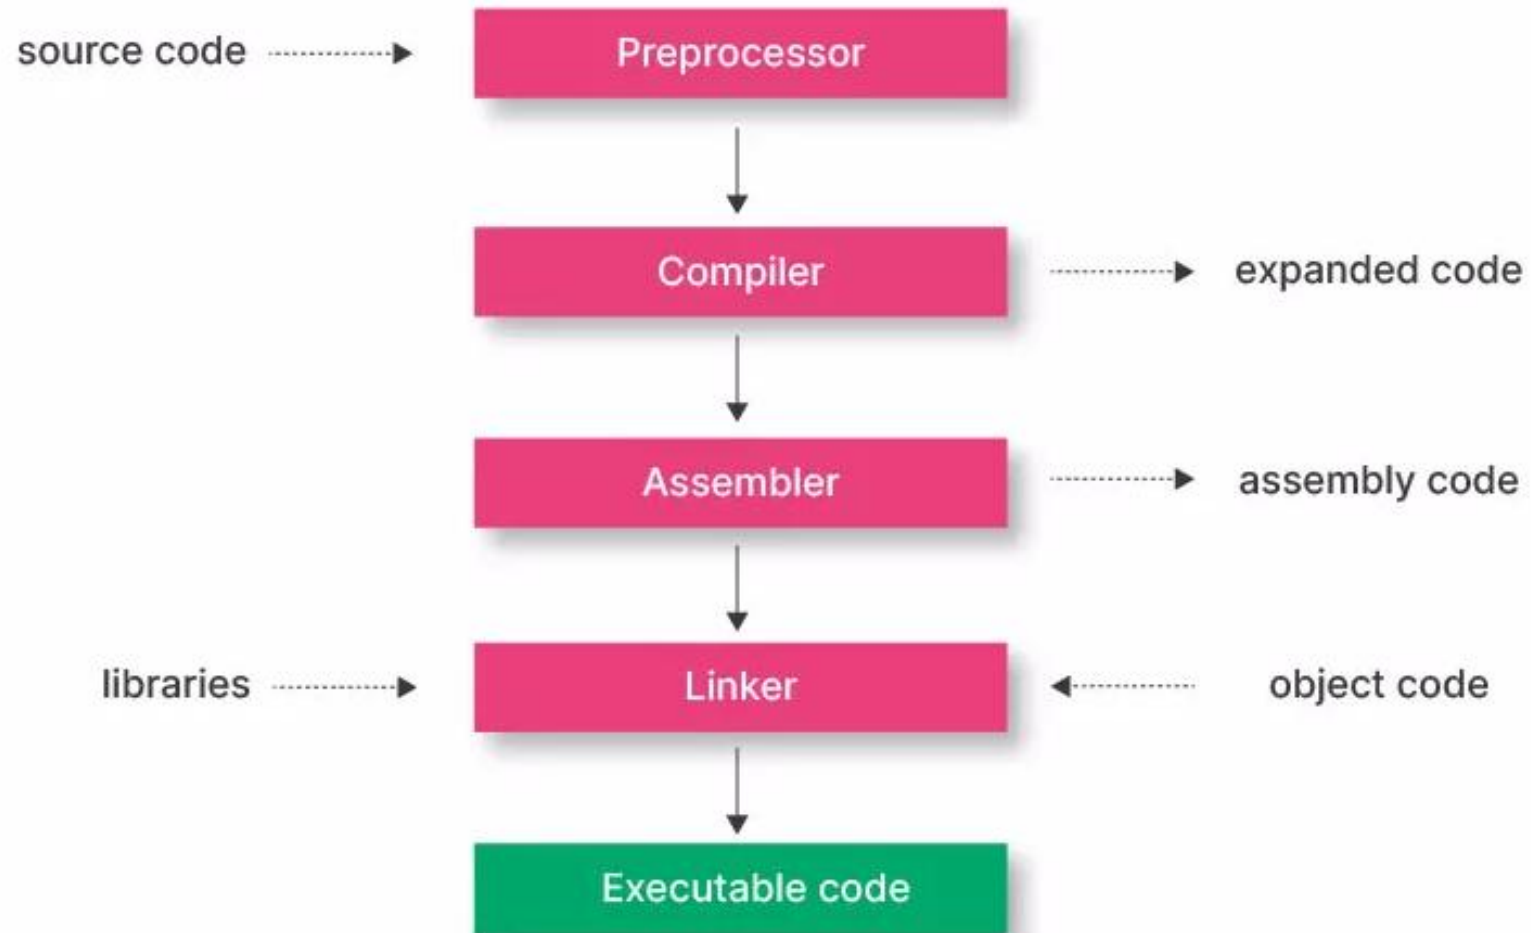 source code
Preprocessor
Compiler
expanded code
Assembler
assembly code
libraries
Linker
object code
Executable code